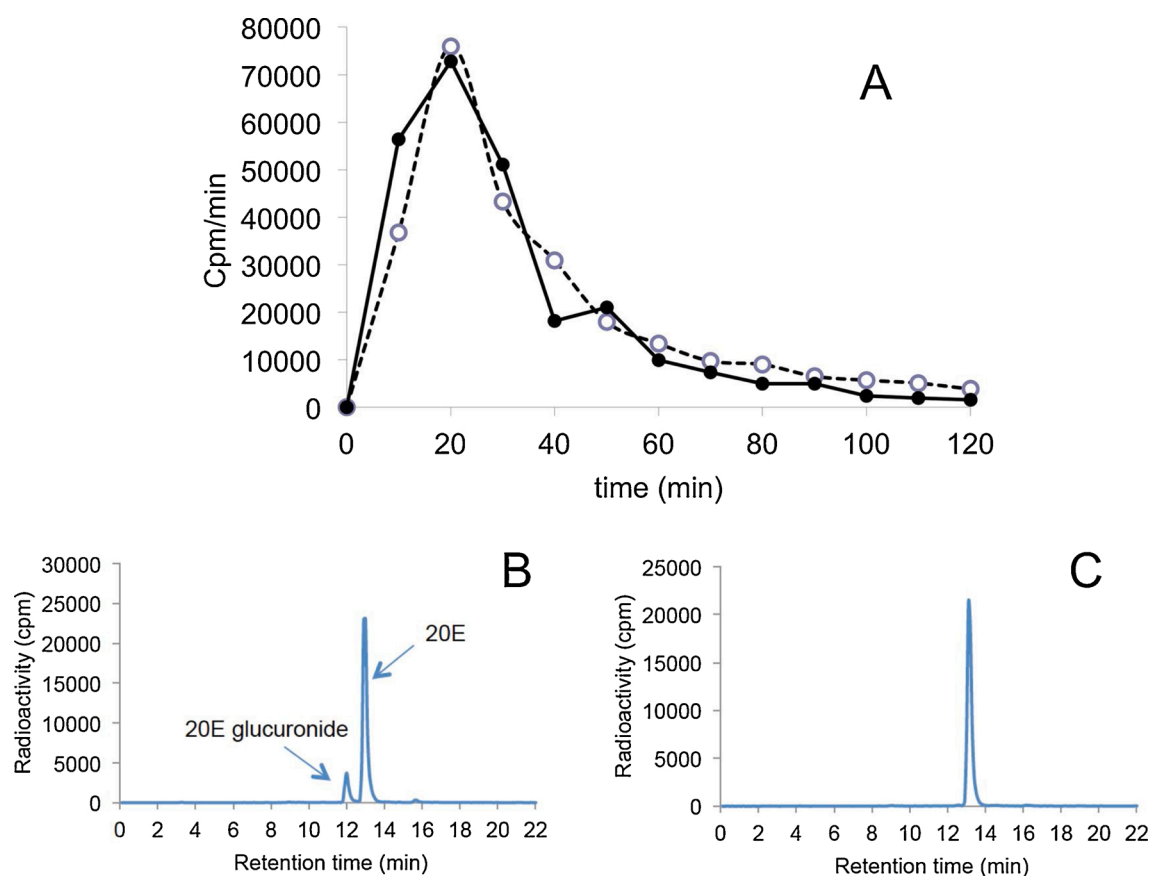 A
Cpm/min
80000
70000
60000
50000
40000
30000
20000
10000
0
0 20 40 60 80 100 120
time (min)
B
Radioactivity (cpm)
30000
25000
20000
15000
10000
5000
0
20E
20E glucuronide
0 2 4 6 8 10 12 14 16 18 20 22
Retention time (min)
C
Radioactivity (cpm)
25000
20000
15000
10000
5000
0
0 2 4 6 8 10 12 14 16 18 20 22
Retention time (min)